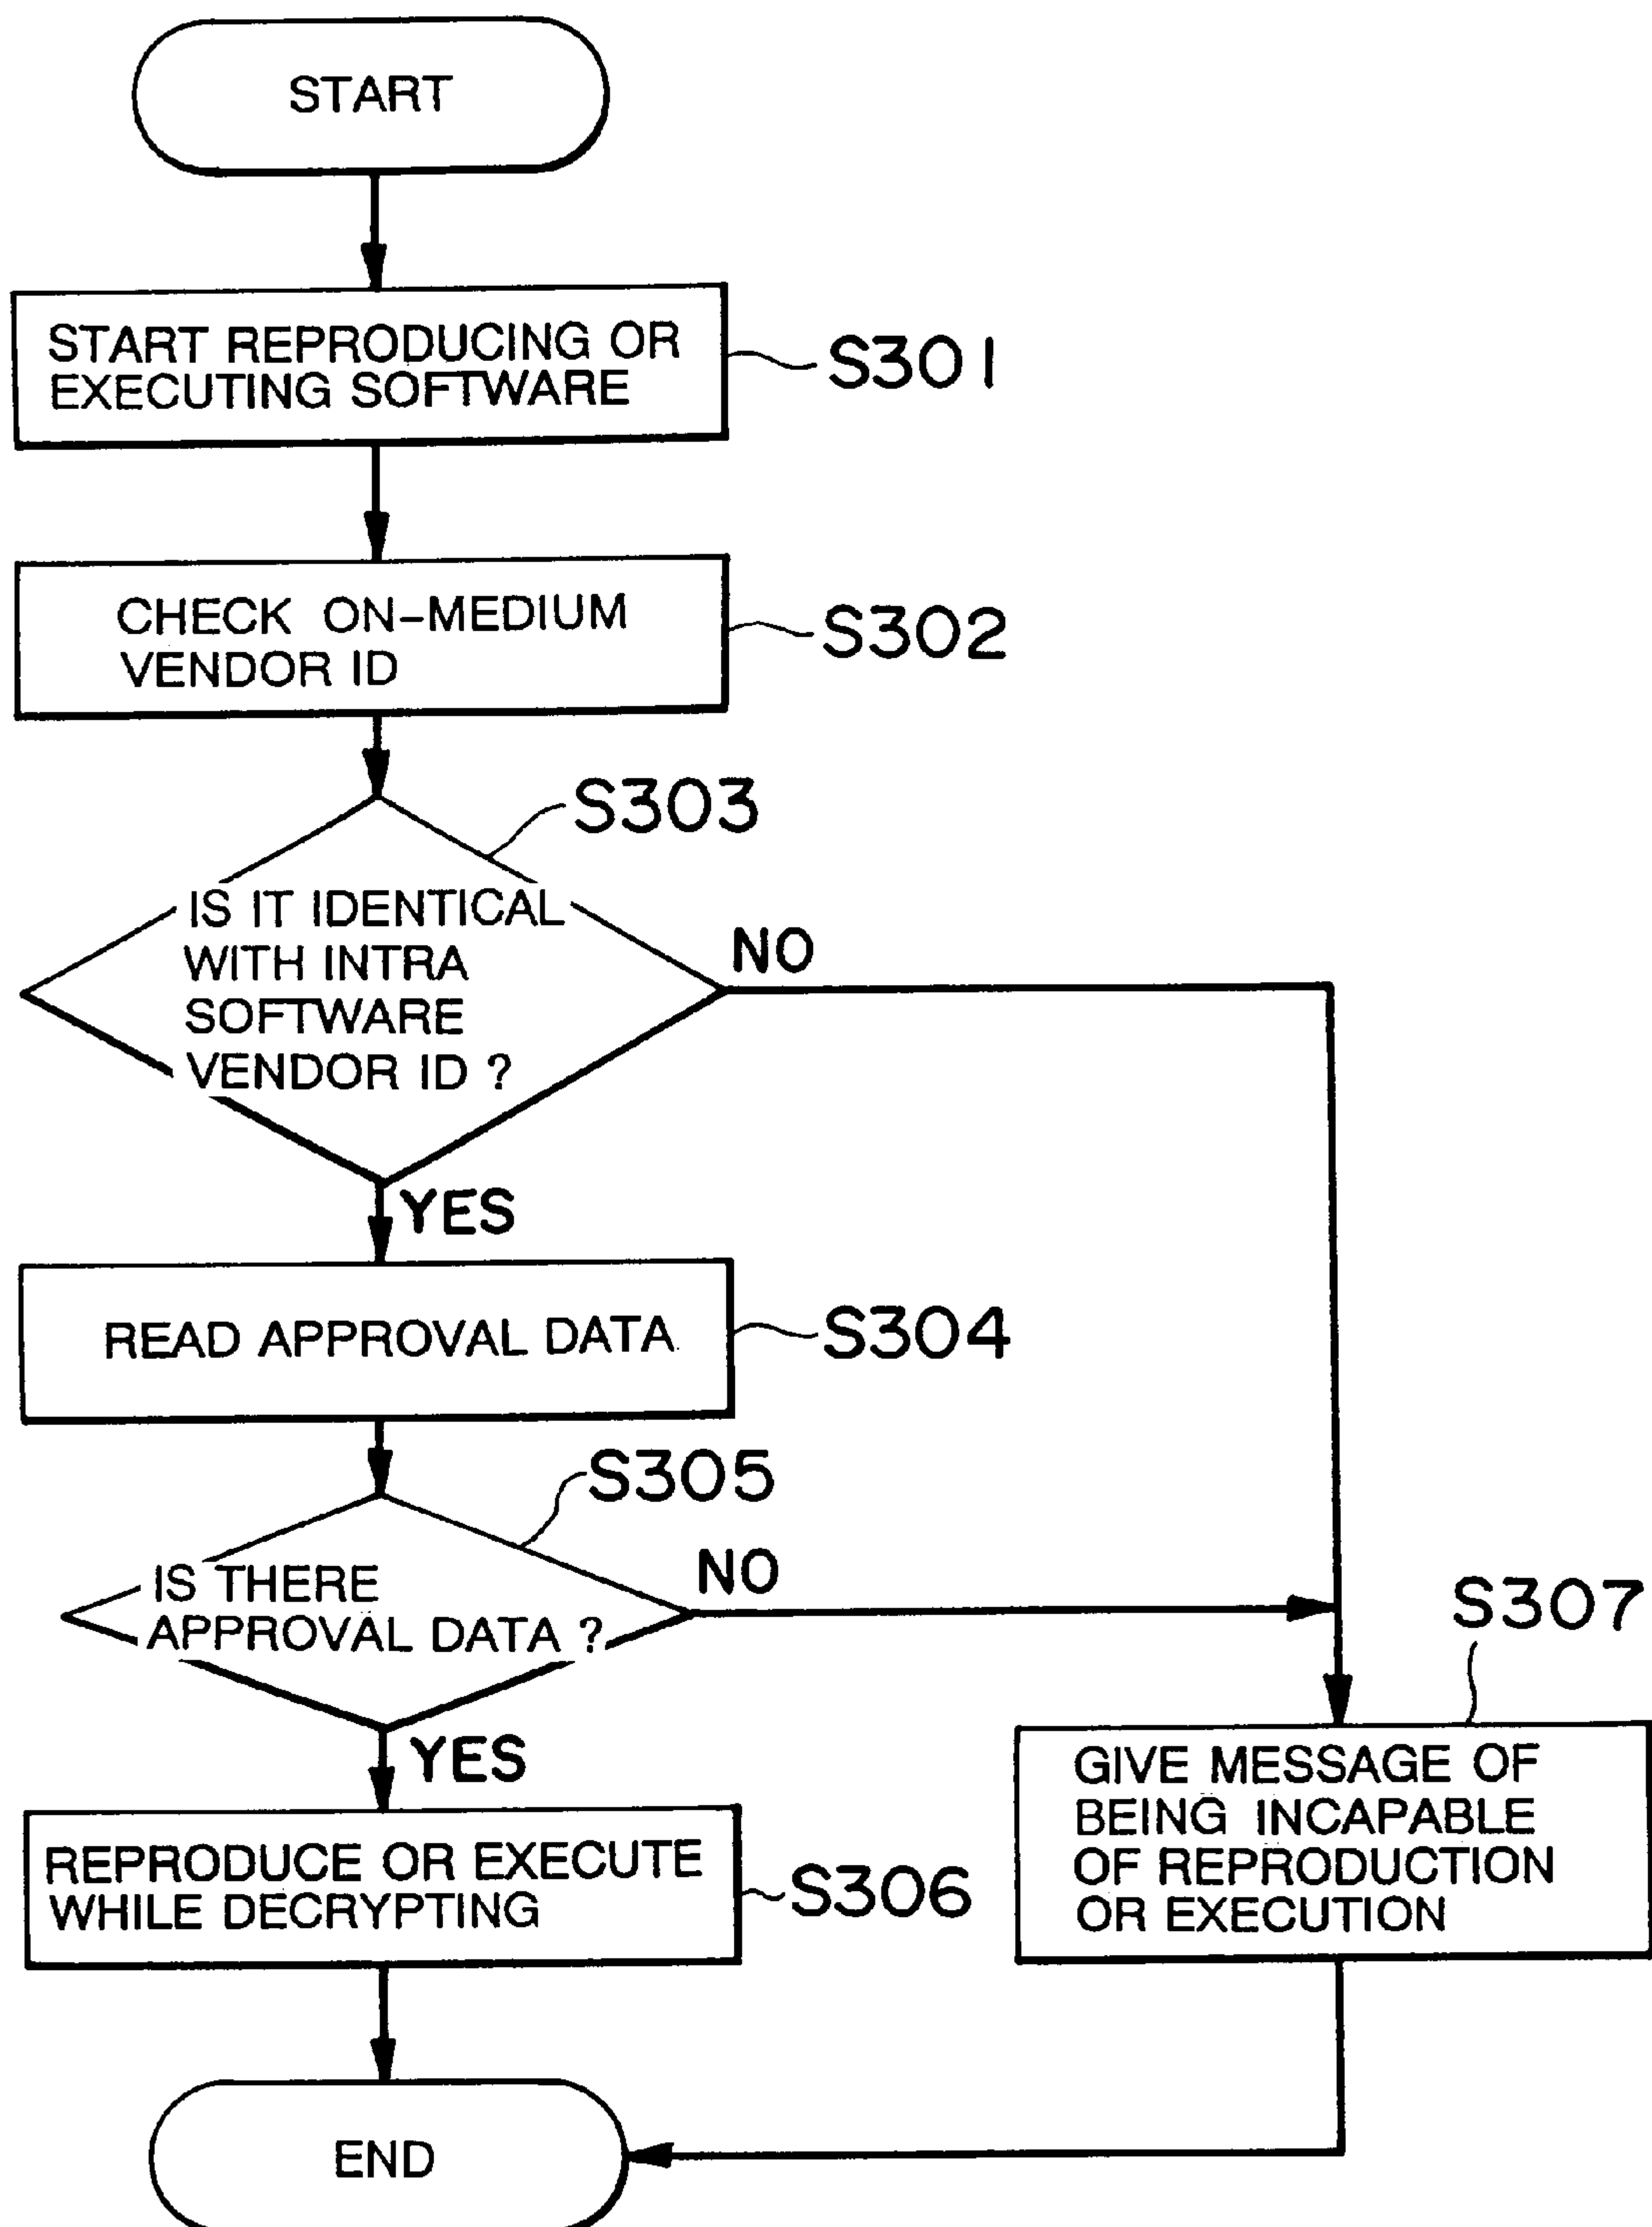 START
START REPRODUCING OR
EXECUTING SOFTWARE
S301
CHECK ON-MEDIUM
VENDOR ID
S302
S303
IS IT IDENTICAL
WITH INTRA
SOFTWARE
VENDOR ID ?
NO
YES
READ APPROVAL DATA
S304
S305
IS THERE
APPROVAL DATA ?
NO
YES
S307
REPRODUCE OR EXECUTE
WHILE DECRYPTING
S306
GIVE MESSAGE OF
BEING INCAPABLE
OF REPRODUCTION
OR EXECUTION
END